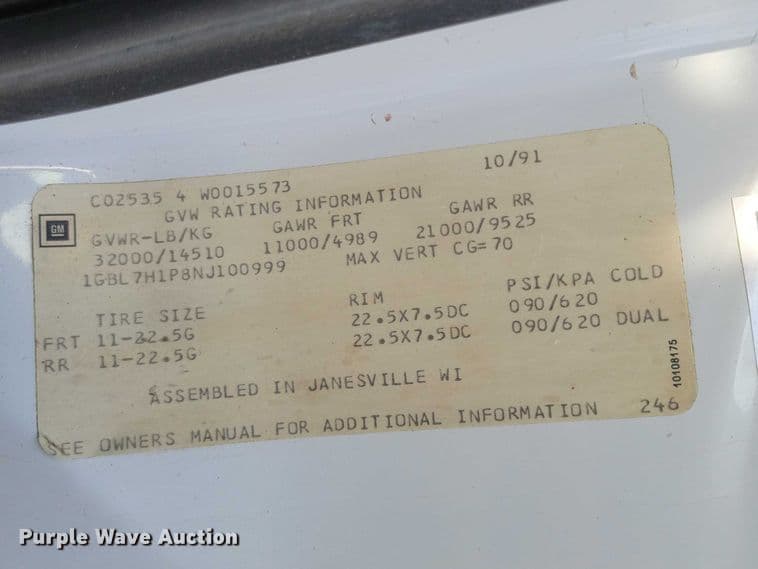 10/91
C02535 4 W0015573
GVW RATING INFORMATION
GM
GVWR-LB/KG GAWR FRT GAWR RR
32000/14510 11000/4989 21000/9525
1GBL7H1P8NJ100999 MAX VERT CG=70
TIRE SIZE RIM PSI/KPA COLD
FRT 11-22.5G 22.5X7.5DC 090/620
RR 11-22.5G 22.5X7.5DC 090/620 DUAL
ASSEMBLED IN JANESVILLE WI
10108175
SEE OWNERS MANUAL FOR ADDITIONAL INFORMATION 246
Purple Wave Auction